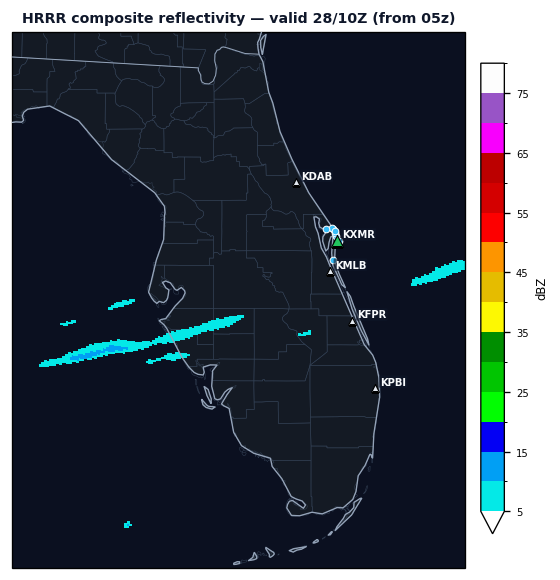 HRRR composite reflectivity — valid 28/10Z (from 05z)
KDAB
KXMR
KMLB
KFPR
KPBI
75
65
55
45
35
25
15
5
dBZ